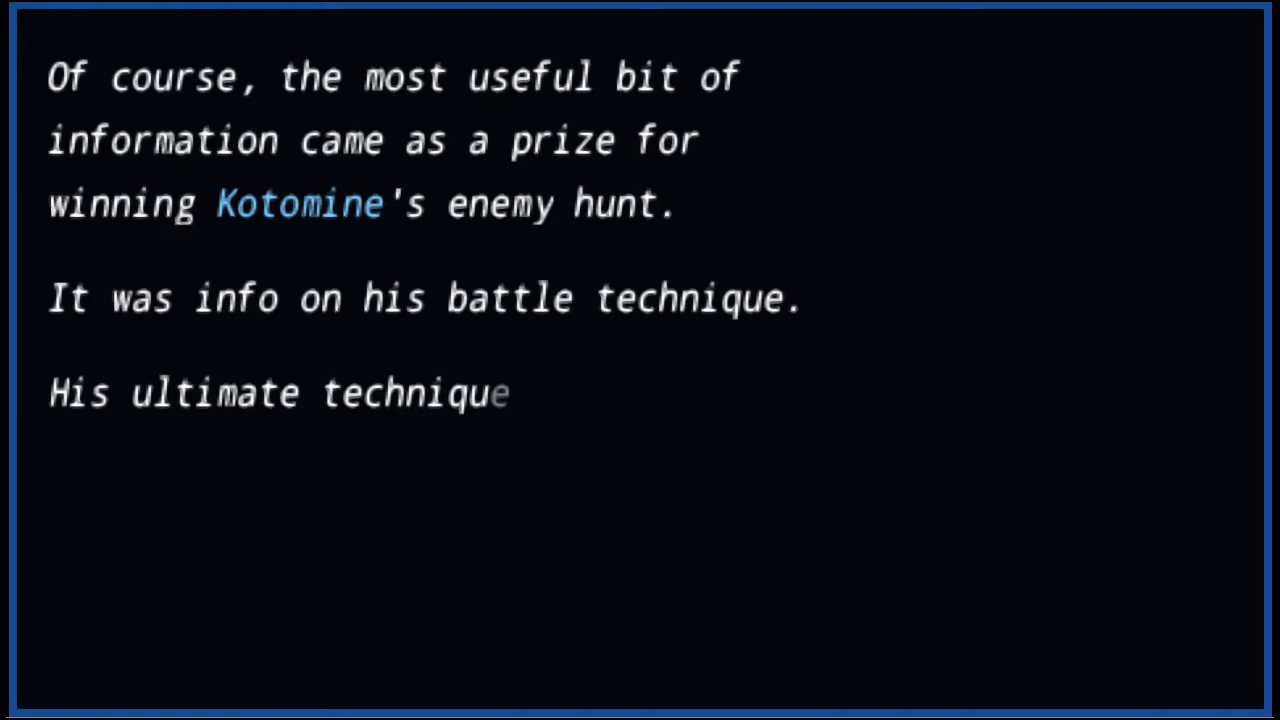 Of course, the most useful bit of
information came as a prize for
winning Kotomine's enemy hunt.
It was info on his battle technique.
His ultimate technique